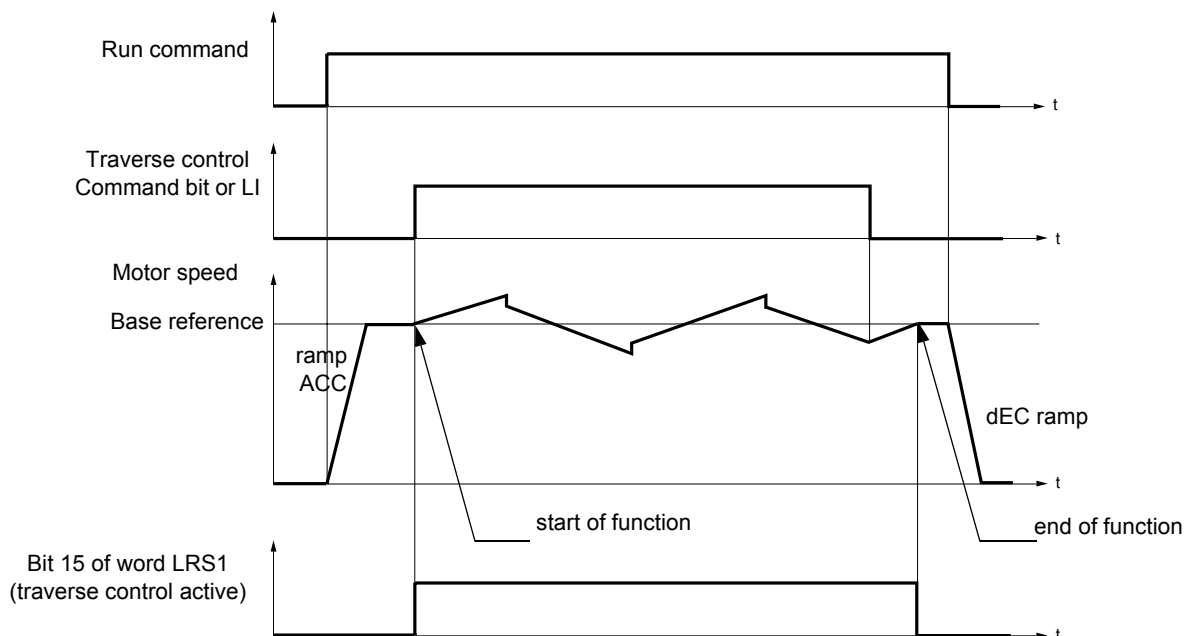 Run command
t
Traverse control
Command bit or LI
t
Motor speed
Base reference
ramp
ACC
dEC ramp
t
start of function
end of function
Bit 15 of word LRS1
(traverse control active)
t